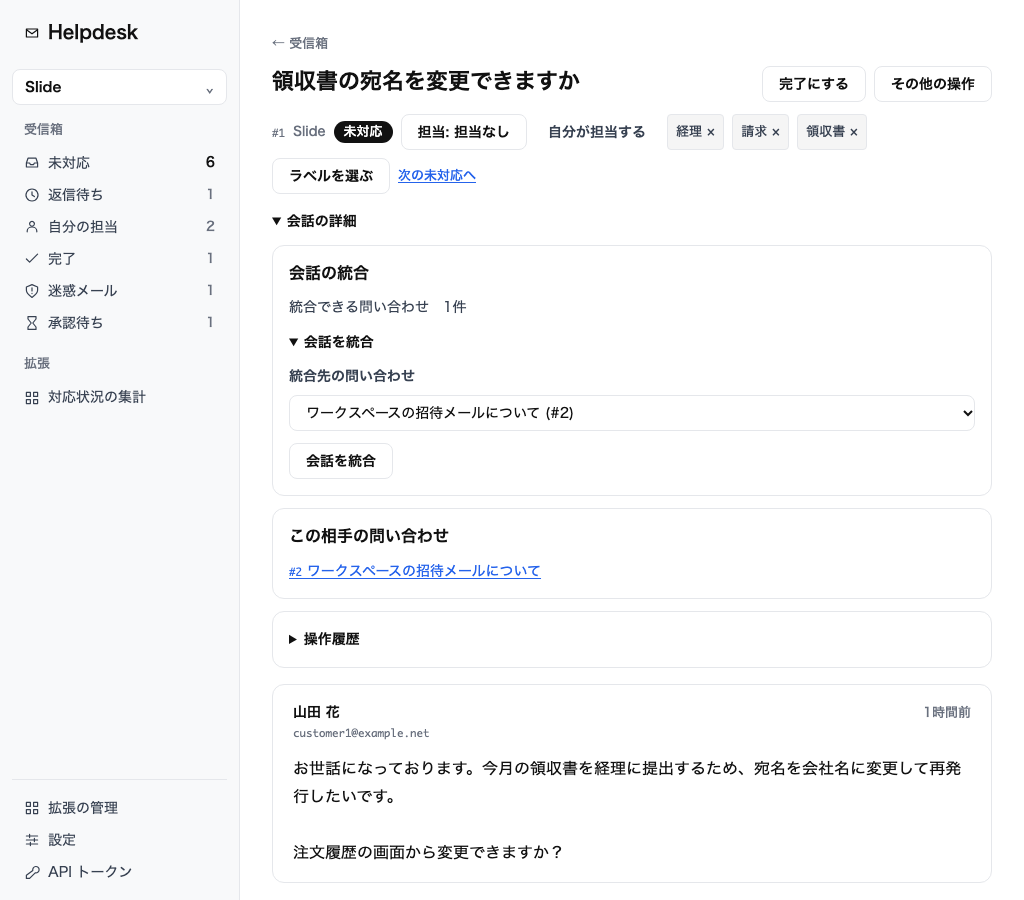 Helpdesk
Slide
受信箱
未対応 6
返信待ち 1
自分の担当 2
完了 1
迷惑メール 1
承認待ち 1
拡張
対応状況の集計
拡張の管理
設定
API トークン
← 受信箱
領収書の宛名を変更できますか
完了にする
その他の操作
#1 Slide 未対応 担当: 担当なし 自分が担当する 経理 × 請求 × 領収書 ×
ラベルを選ぶ 次の未対応へ
▼ 会話の詳細
会話の統合
統合できる問い合わせ 1件
▼ 会話を統合
統合先の問い合わせ
ワークスペースの招待メールについて (#2)
会話を統合
この相手の問い合わせ
#2 ワークスペースの招待メールについて
▶ 操作履歴
山田 花 1時間前
customer1@example.net
お世話になっております。今月の領収書を経理に提出するため、宛名を会社名に変更して再発
行したいです。
注文履歴の画面から変更できますか？